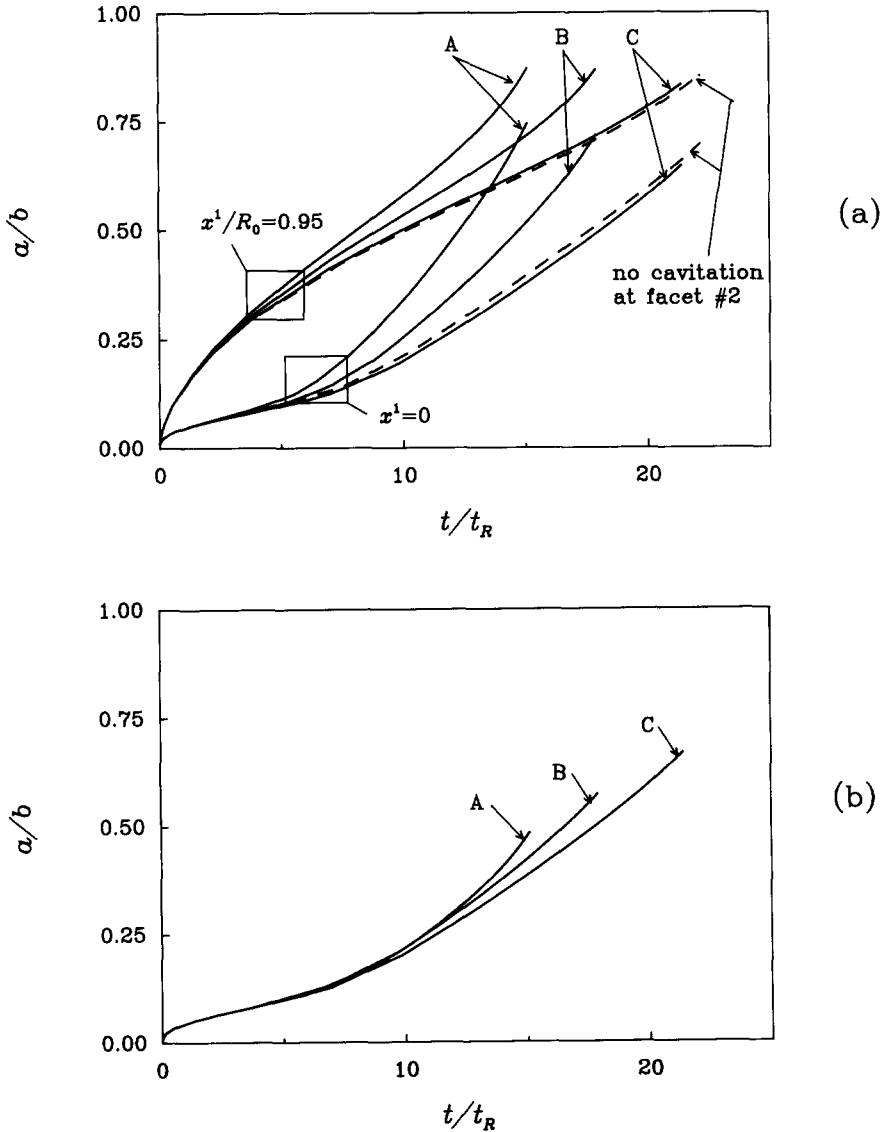 1.00
A
B
C
0.75
a/b
x¹/R₀=0.95
(a)
0.50
no cavitation
at facet #2
0.25
x¹=0
0.00
0
10
20
t/t_R
1.00
0.75
C
B
(b)
a/b
A
0.50
0.25
0.00
0
10
20
t/t_R